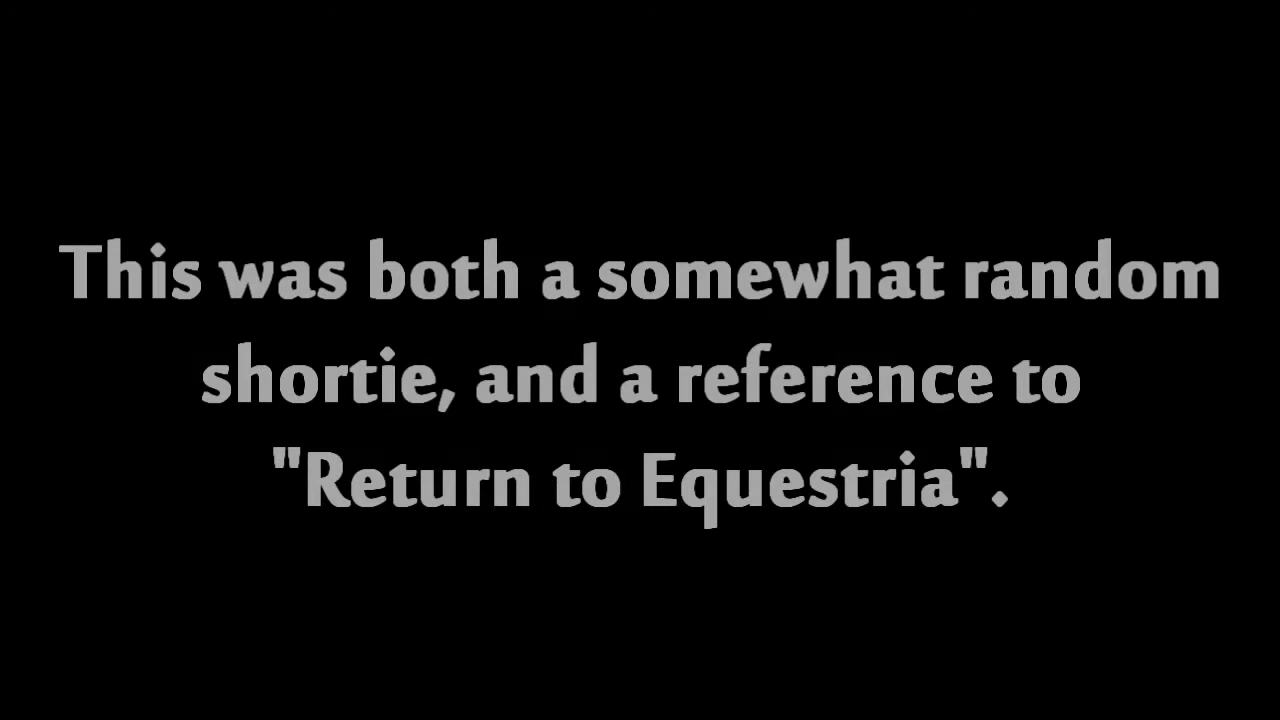 This was both a somewhat random
shortie, and a reference to
"Return to Equestria".